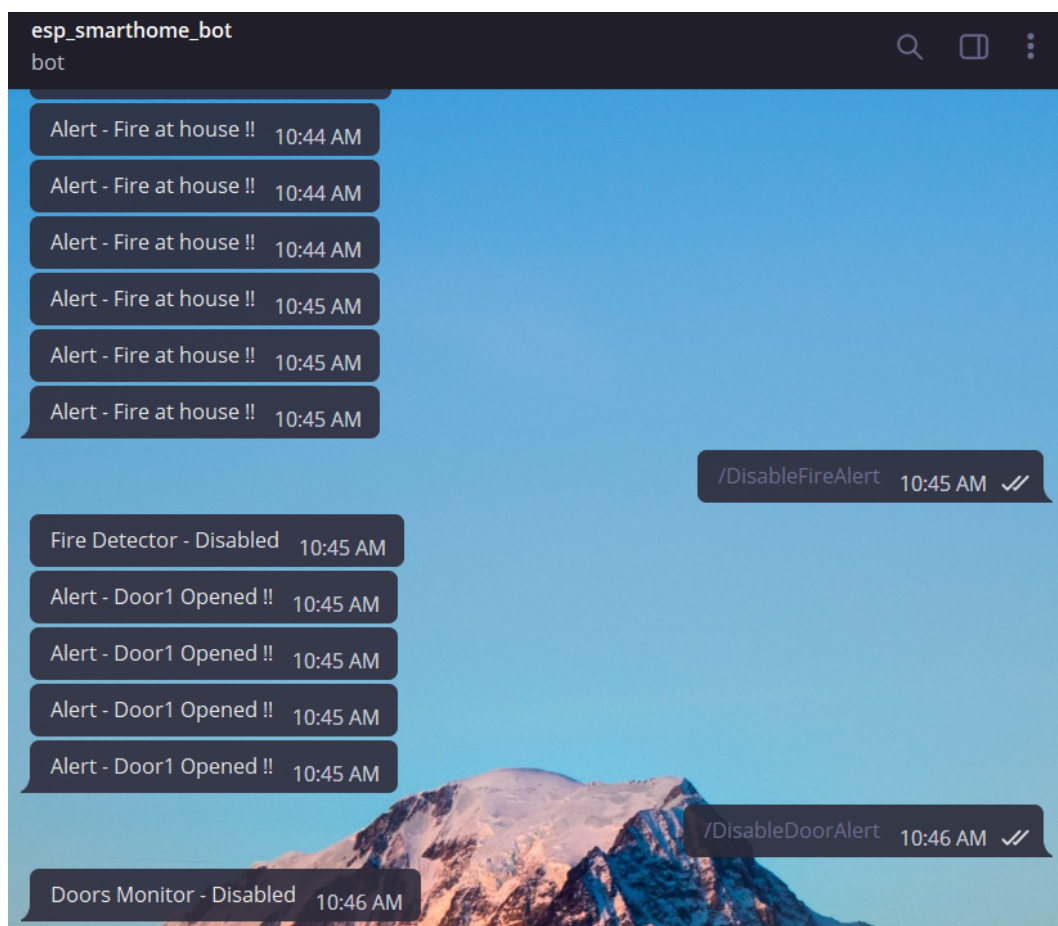 esp_smarthome_bot
bot
Alert - Fire at house !! 10:44 AM
Alert - Fire at house !! 10:44 AM
Alert - Fire at house !! 10:44 AM
Alert - Fire at house !! 10:45 AM
Alert - Fire at house !! 10:45 AM
Alert - Fire at house !! 10:45 AM
/DisableFireAlert 10:45 AM
Fire Detector - Disabled 10:45 AM
Alert - Door1 Opened !! 10:45 AM
Alert - Door1 Opened !! 10:45 AM
Alert - Door1 Opened !! 10:45 AM
Alert - Door1 Opened !! 10:45 AM
/DisableDoorAlert 10:46 AM
Doors Monitor - Disabled 10:46 AM